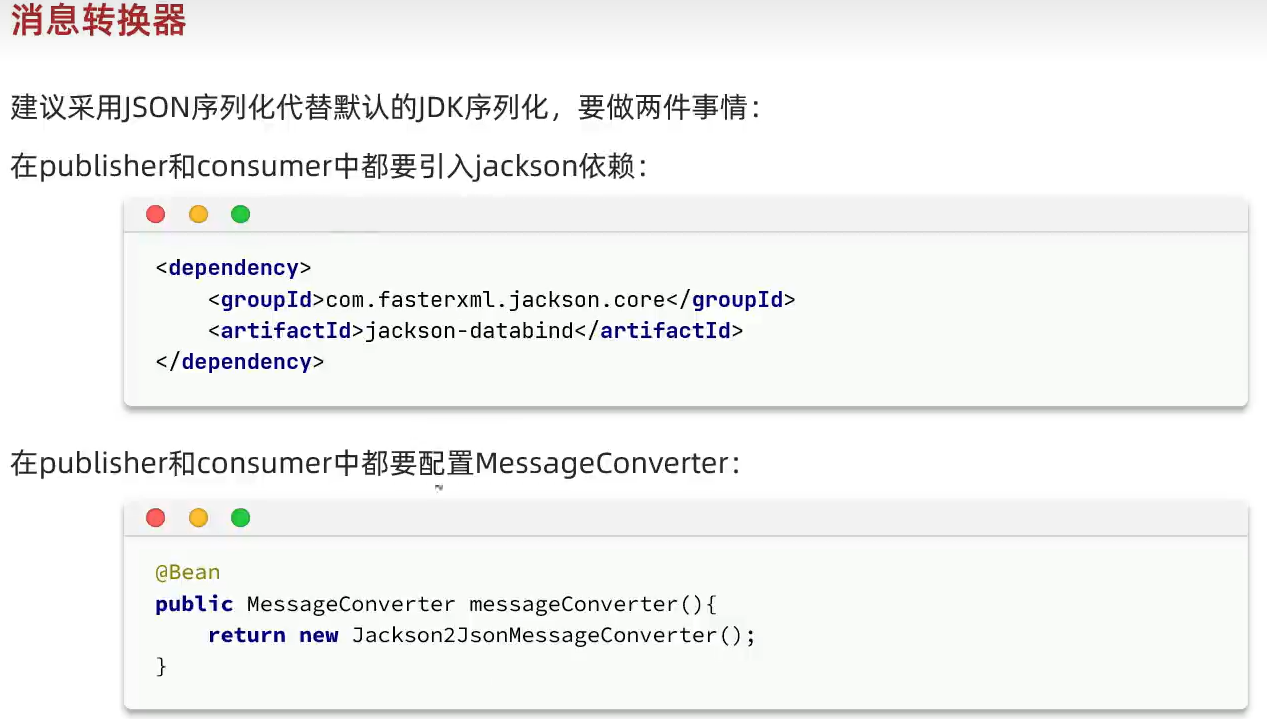 消息转换器
建议采用JSON序列化代替默认的JDK序列化，要做两件事情：
在publisher和consumer中都要引入jackson依赖：
<dependency>
    <groupId>com.fasterxml.jackson.core</groupId>
    <artifactId>jackson-databind</artifactId>
</dependency>
在publisher和consumer中都要配置MessageConverter：
@Bean
public MessageConverter messageConverter(){
    return new Jackson2JsonMessageConverter();
}